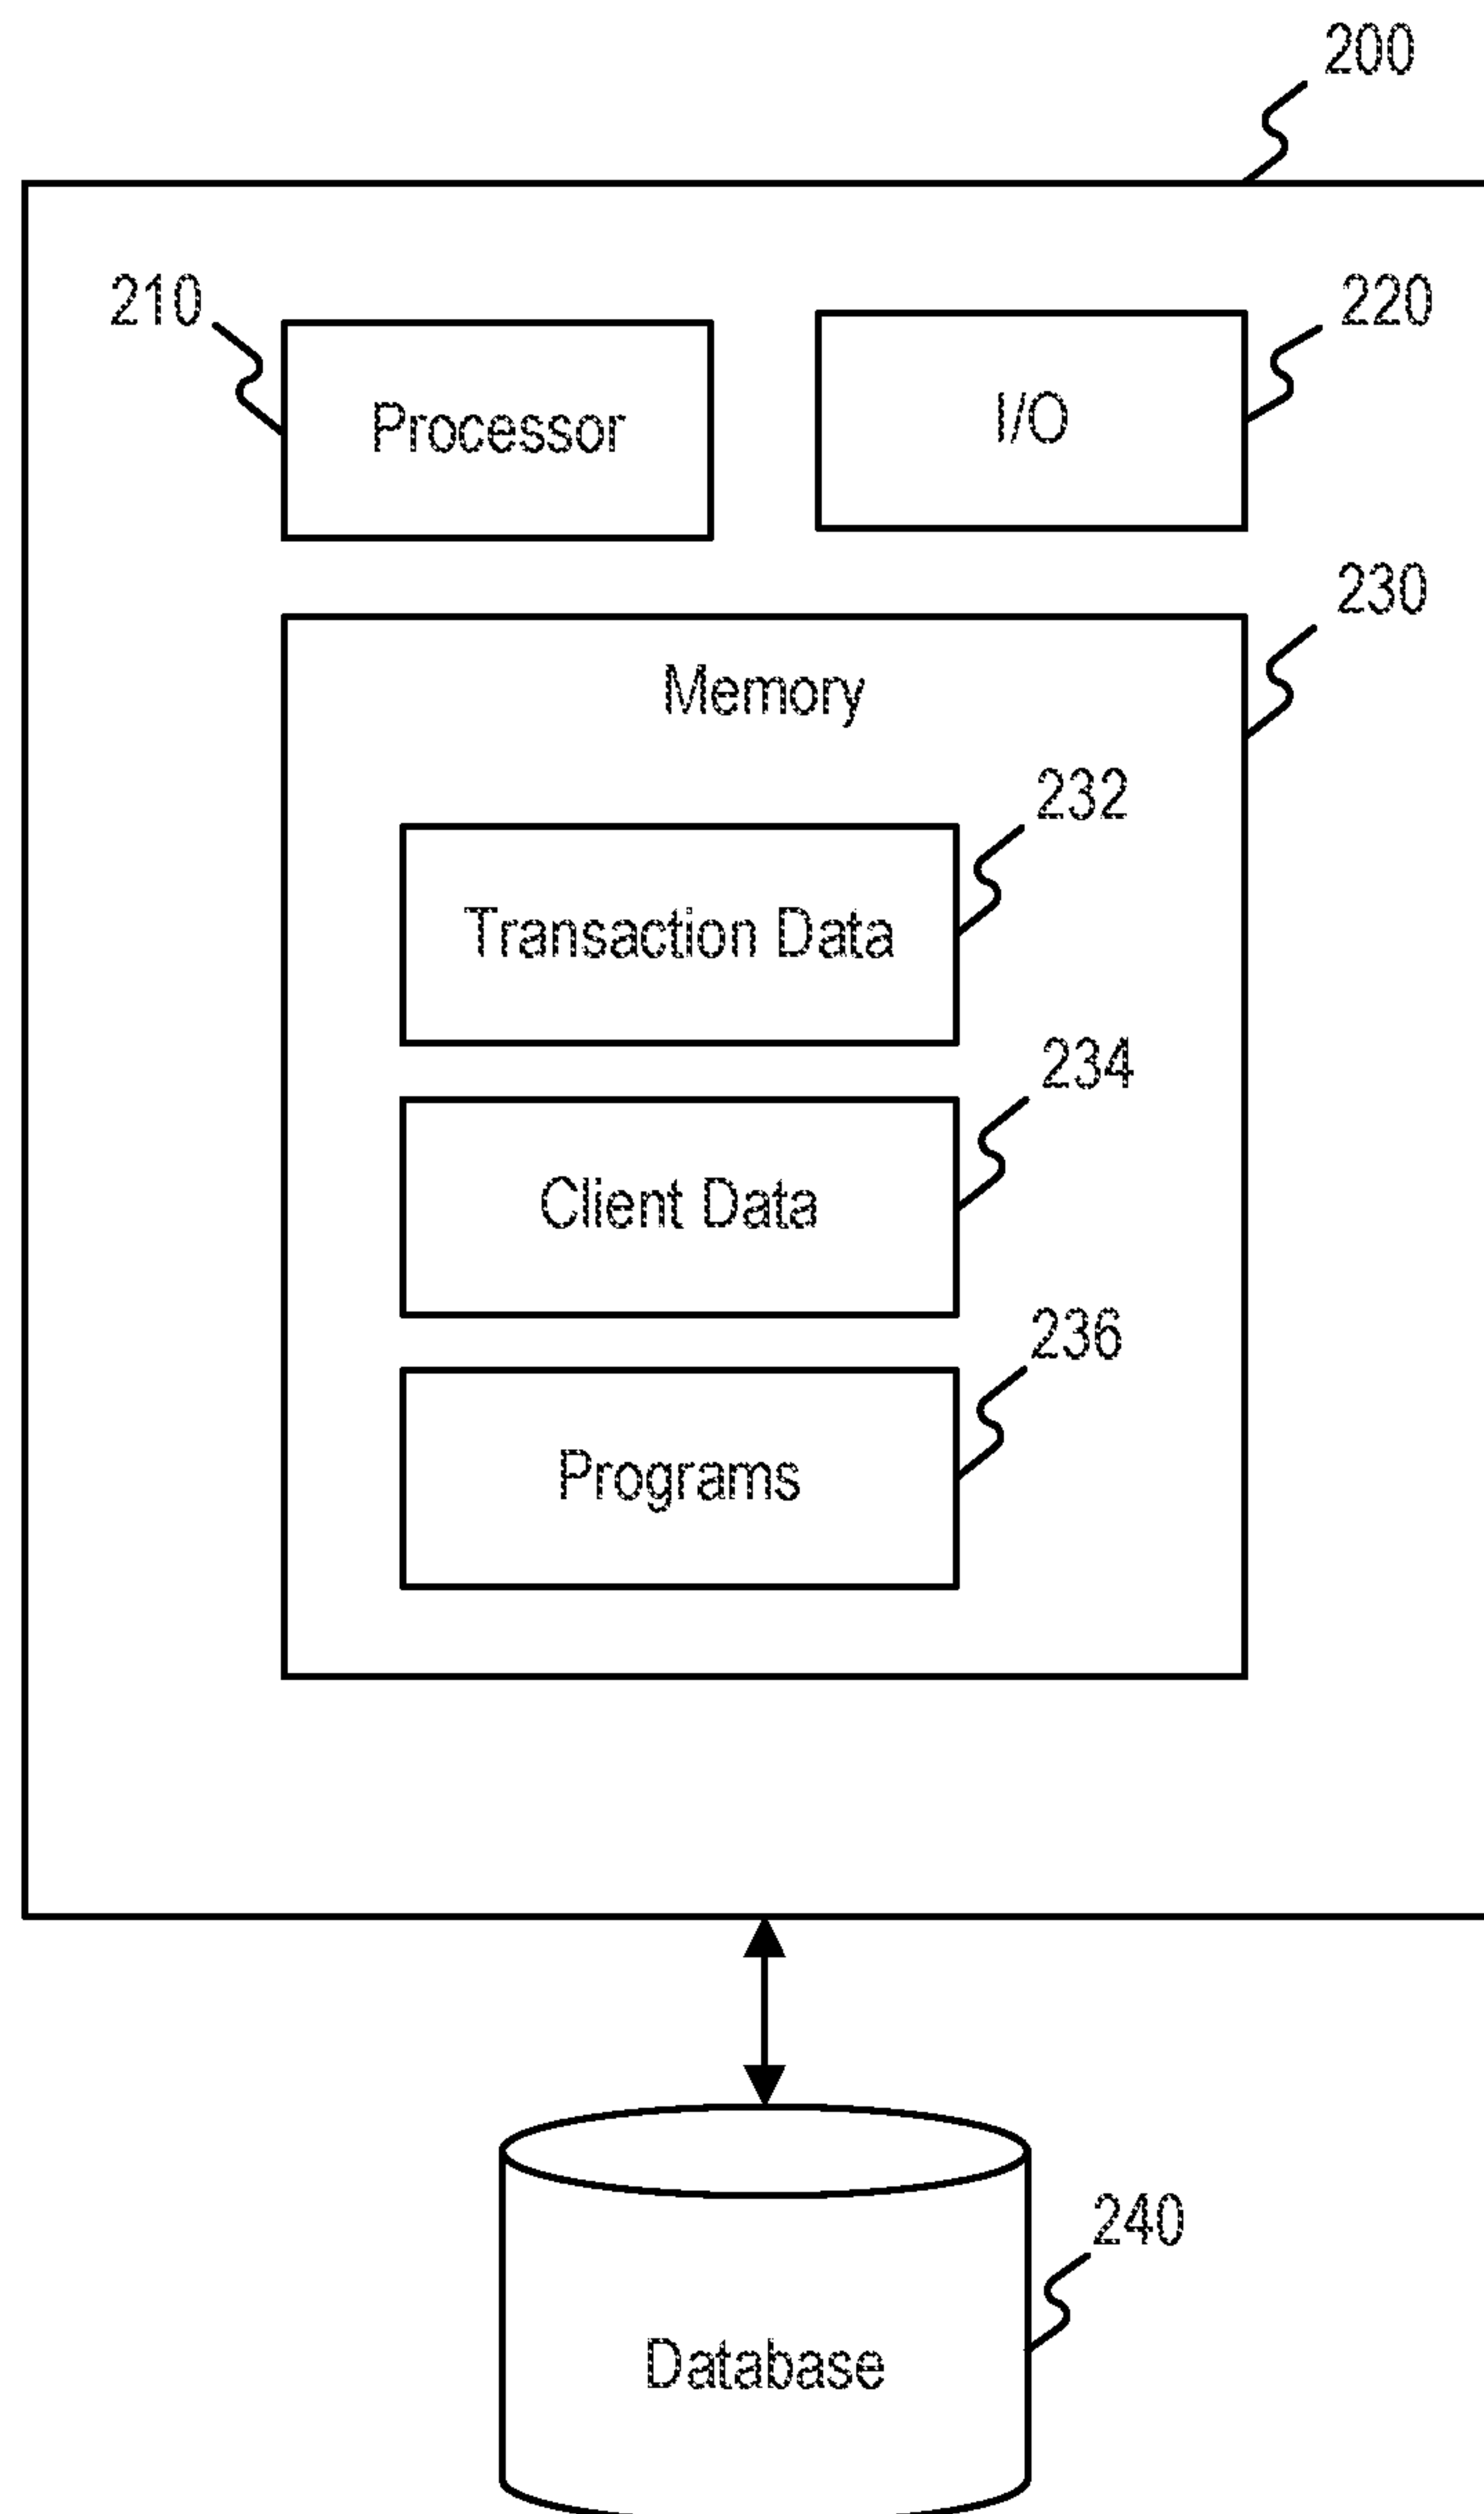 200
210
220
Processor
I/O
230
Memory
232
Transaction Data
234
Client Data
236
Programs
240
Database